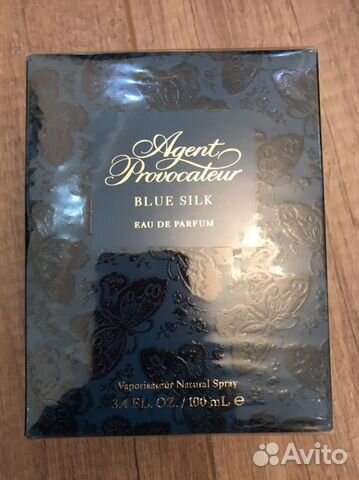 Agent
Provocateur
BLUE SILK
EAU DE PARFUM
Vaporisateur Natural Spray
3.4 FL. OZ. / 100 mL ℮
Avito